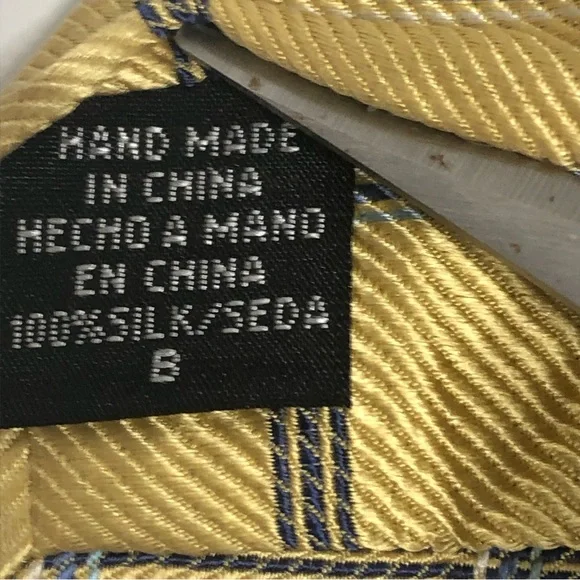 HAND MADE
IN CHINA
HECHO A MANO
EN CHINA
100%SILK/SEDA
B